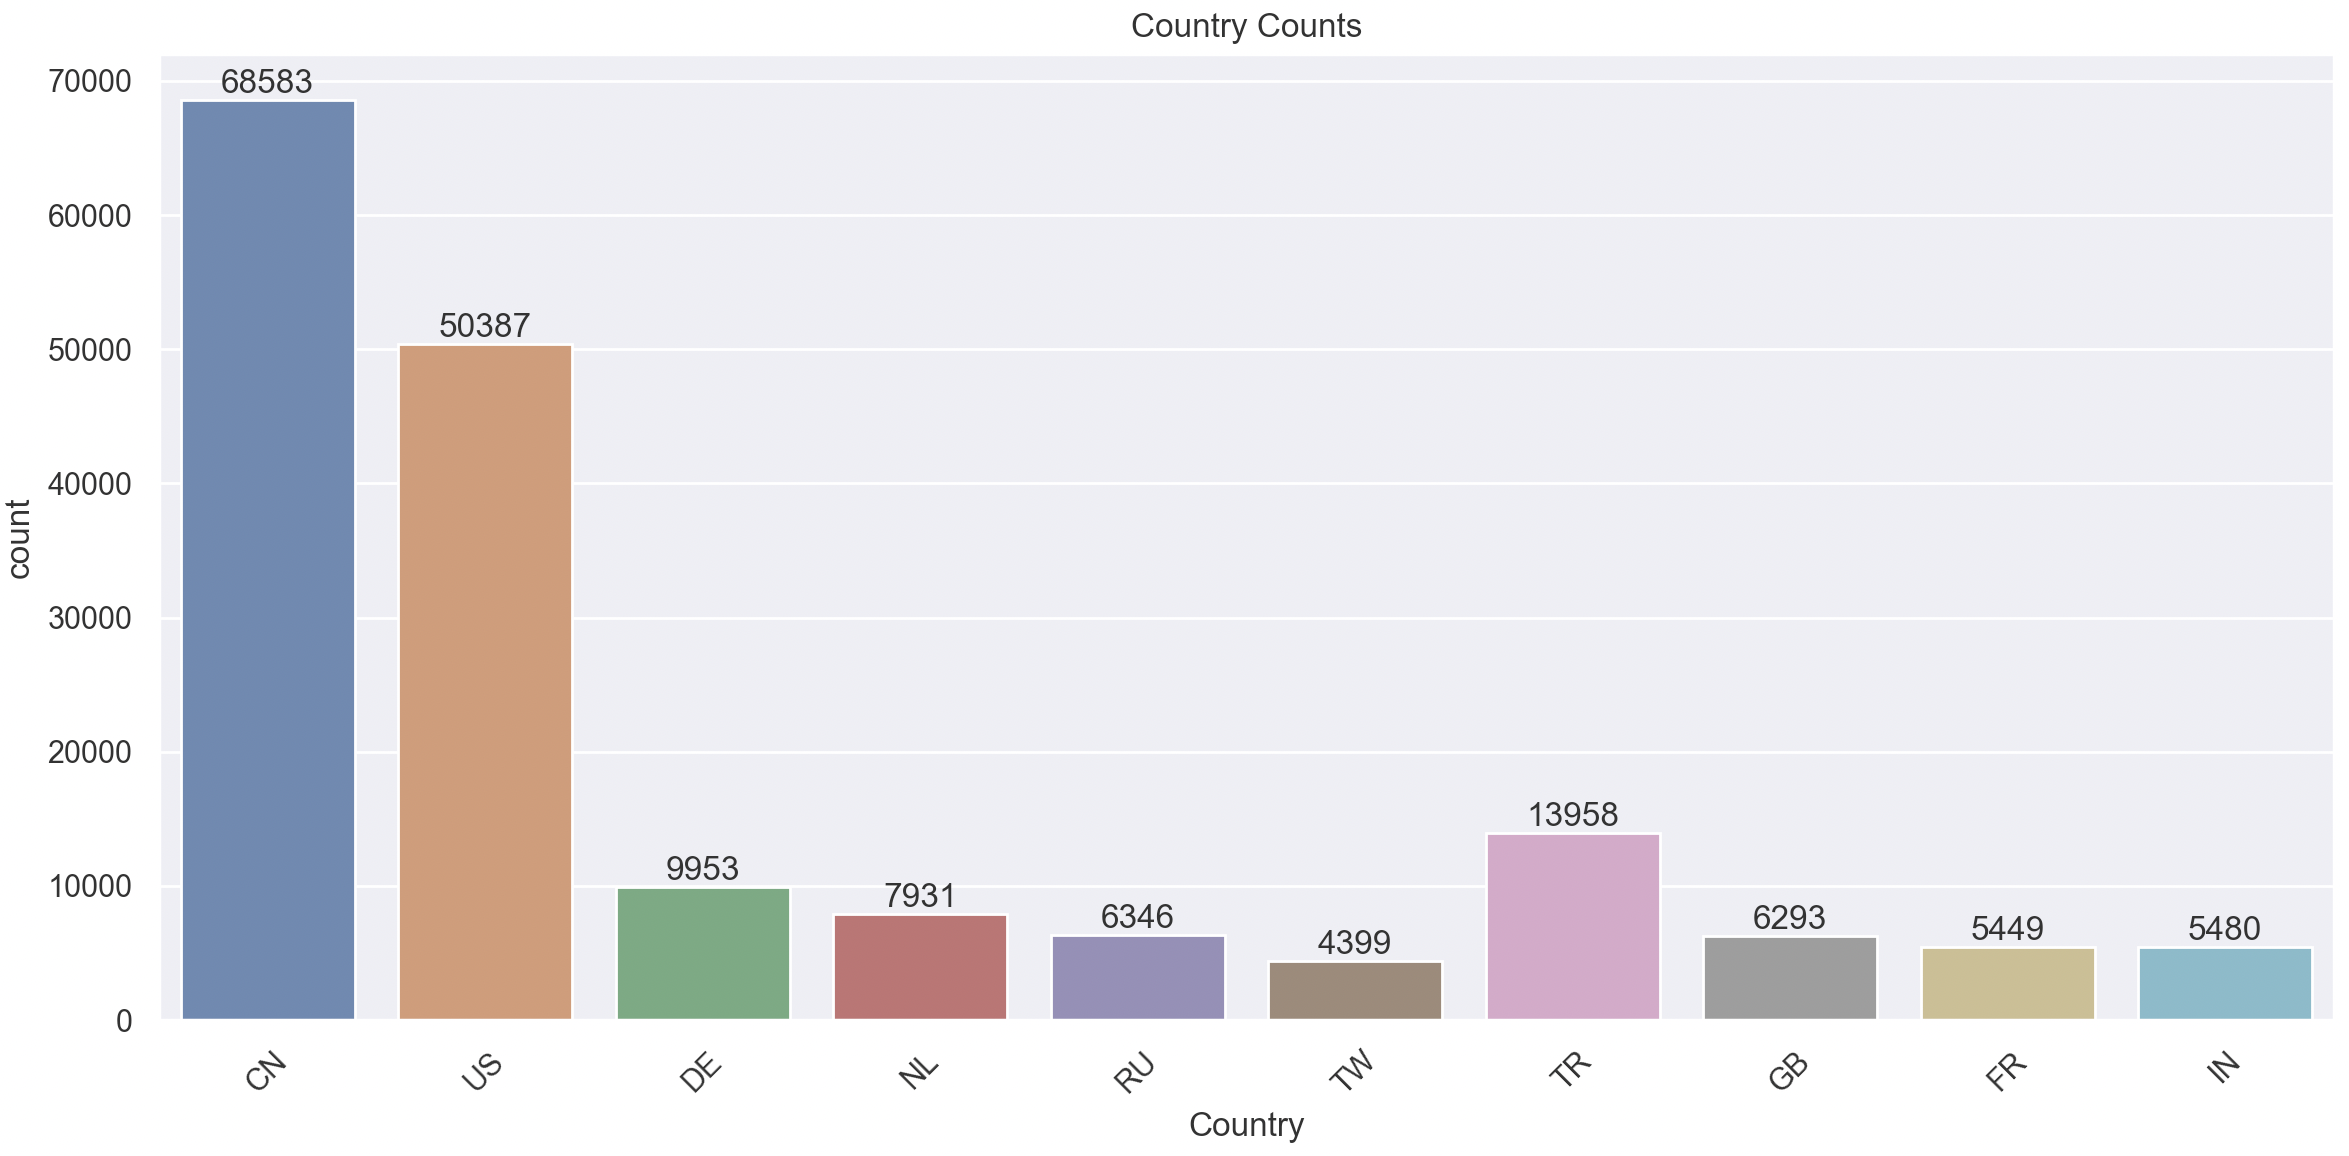 Country Counts
count
70000
60000
50000
40000
30000
20000
10000
0
68583
50387
9953
7931
6346
4399
13958
6293
5449
5480
CN
US
DE
NL
RU
TW
TR
GB
FR
IN
Country